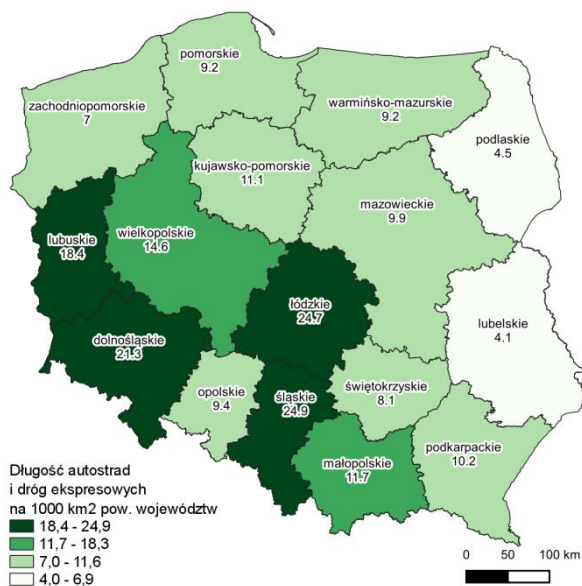 pomorskie
9.2
zachodniopomorskie
7
warmińsko-mazurskie
9.2
podlaskie
4.5
kujawsko-pomorskie
11.1
mazowieckie
9.9
lubuskie
18.4
wielkopolskie
14.6
łódzkie
24.7
lubelskie
4.1
dolnośląskie
21.3
opolskie
9.4
śląskie
24.9
świętokrzyskie
8.1
małopolskie
11.7
podkarpackie
10.2
Długość autostrad
i dróg ekspresowych
na 1000 km2 pow. województw
18,4 - 24,9
11,7 - 18,3
7,0 - 11,6
4,0 - 6,9
0 50 100 km